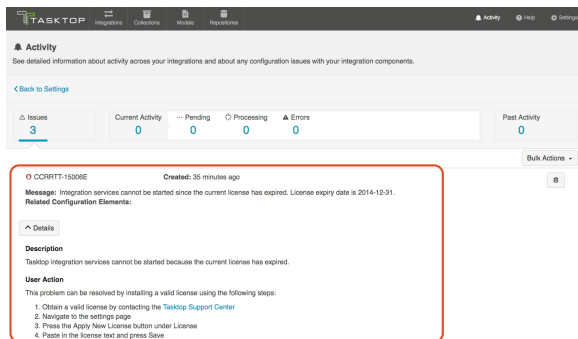 TASKTOP
Integrations Collections Models Repositories
Activity Help Settings
Activity
See detailed information about activity across your integrations and about any configuration issues with your integration components.
Back to Settings
Issues
3
Current Activity
0
Pending
0
Processing
0
Errors
0
Past Activity
0
Bulk Actions
CCRRTT-15006E Created: 35 minutes ago
Message: Integration services cannot be started since the current license has expired. License expiry date is 2014-12-31.
Related Configuration Elements:
Details
Description
Tasktop integration services cannot be started because the current license has expired.
User Action
This problem can be resolved by installing a valid license using the following steps:
1. Obtain a valid license by contacting the Tasktop Support Center
2. Navigate to the settings page
3. Press the Apply New License button under License
4. Paste in the license text and press Save